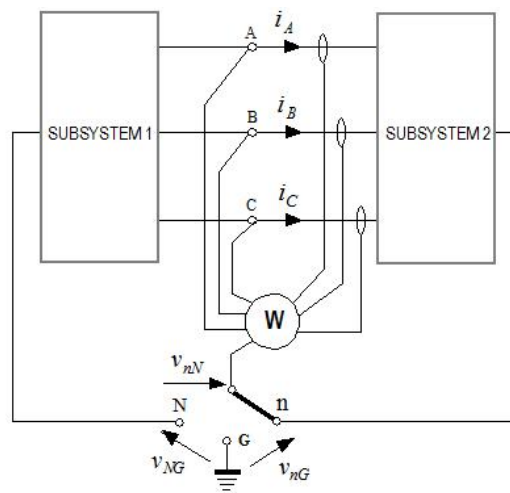 A
i_A
SUBSYSTEM 1
B
i_B
SUBSYSTEM 2
C
i_C
W
v_nN
N
n
G
v_NG
v_nG